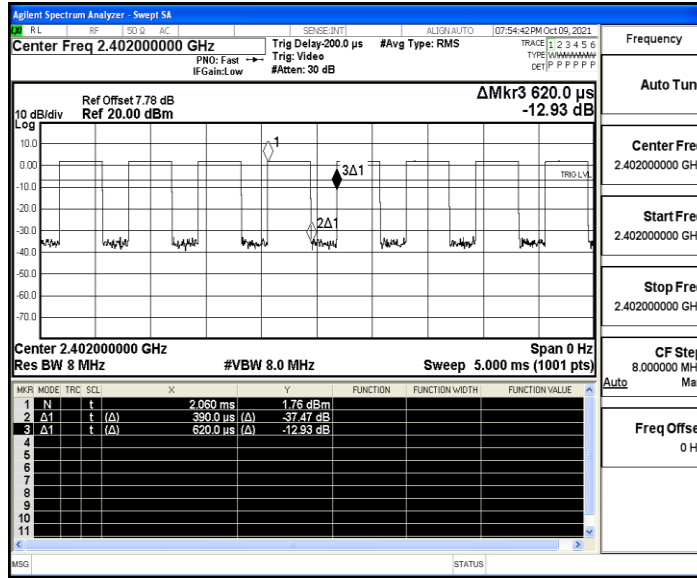 Agilent Spectrum Analyzer - Swept SA
RL RF 50 Ω AC SENSE:INT ALIGNAUTO 07:54:42 PM Oct 09, 2021
Center Freq 2.402000000 GHz
PNO: Fast
IFGain:Low
Trig Delay-200.0 µs
Trig: Video
#Atten: 30 dB
#Avg Type: RMS
TRACE 1 2 3 4 5 6
TYPE
DET P P P P P P
ΔMkr3 620.0 µs
-12.93 dB
Ref Offset 7.78 dB
10 dB/div Ref 20.00 dBm
Log
10.0
0.00
-10.0
-20.0
-30.0
-40.0
-50.0
-60.0
-70.0
1
3Δ1
2Δ1
TRIG LVL
Center 2.402000000 GHz Span 0 Hz
Res BW 8 MHz #VBW 8.0 MHz Sweep 5.000 ms (1001 pts)
MKR MODE TRC SCL X Y FUNCTION FUNCTION WIDTH FUNCTION VALUE
1 N t 2.060 ms 1.76 dBm
2 Δ1 t (Δ) 390.0 µs (Δ) -37.47 dB
3 Δ1 t (Δ) 620.0 µs (Δ) -12.93 dB
4
5
6
7
8
9
10
11
MSG STATUS
Frequency
Auto Tun
Center Fre
2.402000000 GH
Start Fre
2.402000000 GH
Stop Fre
2.402000000 GH
CF Step
8.000000 MH
Auto Ma
Freq Offse
0 H